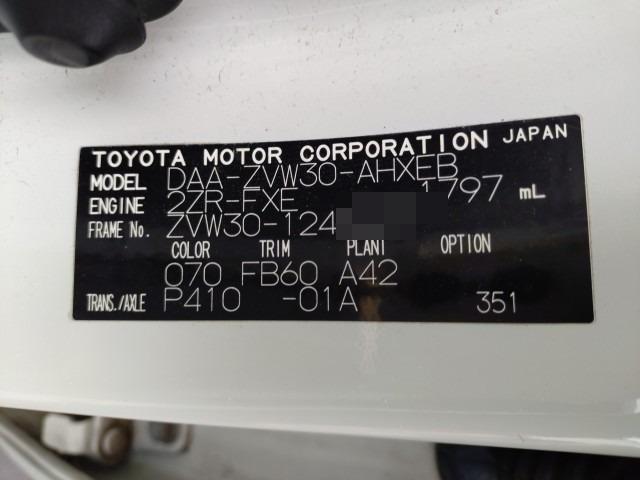 TOYOTA MOTOR CORPORATION JAPAN
MODEL DAA-ZVW30-AHXEB
ENGINE 2ZR-FXE 1797 mL
FRAME No. ZVW30-124
COLOR TRIM PLANT OPTION
070 FB60 A42
TRANS./AXLE P410 -01A 351